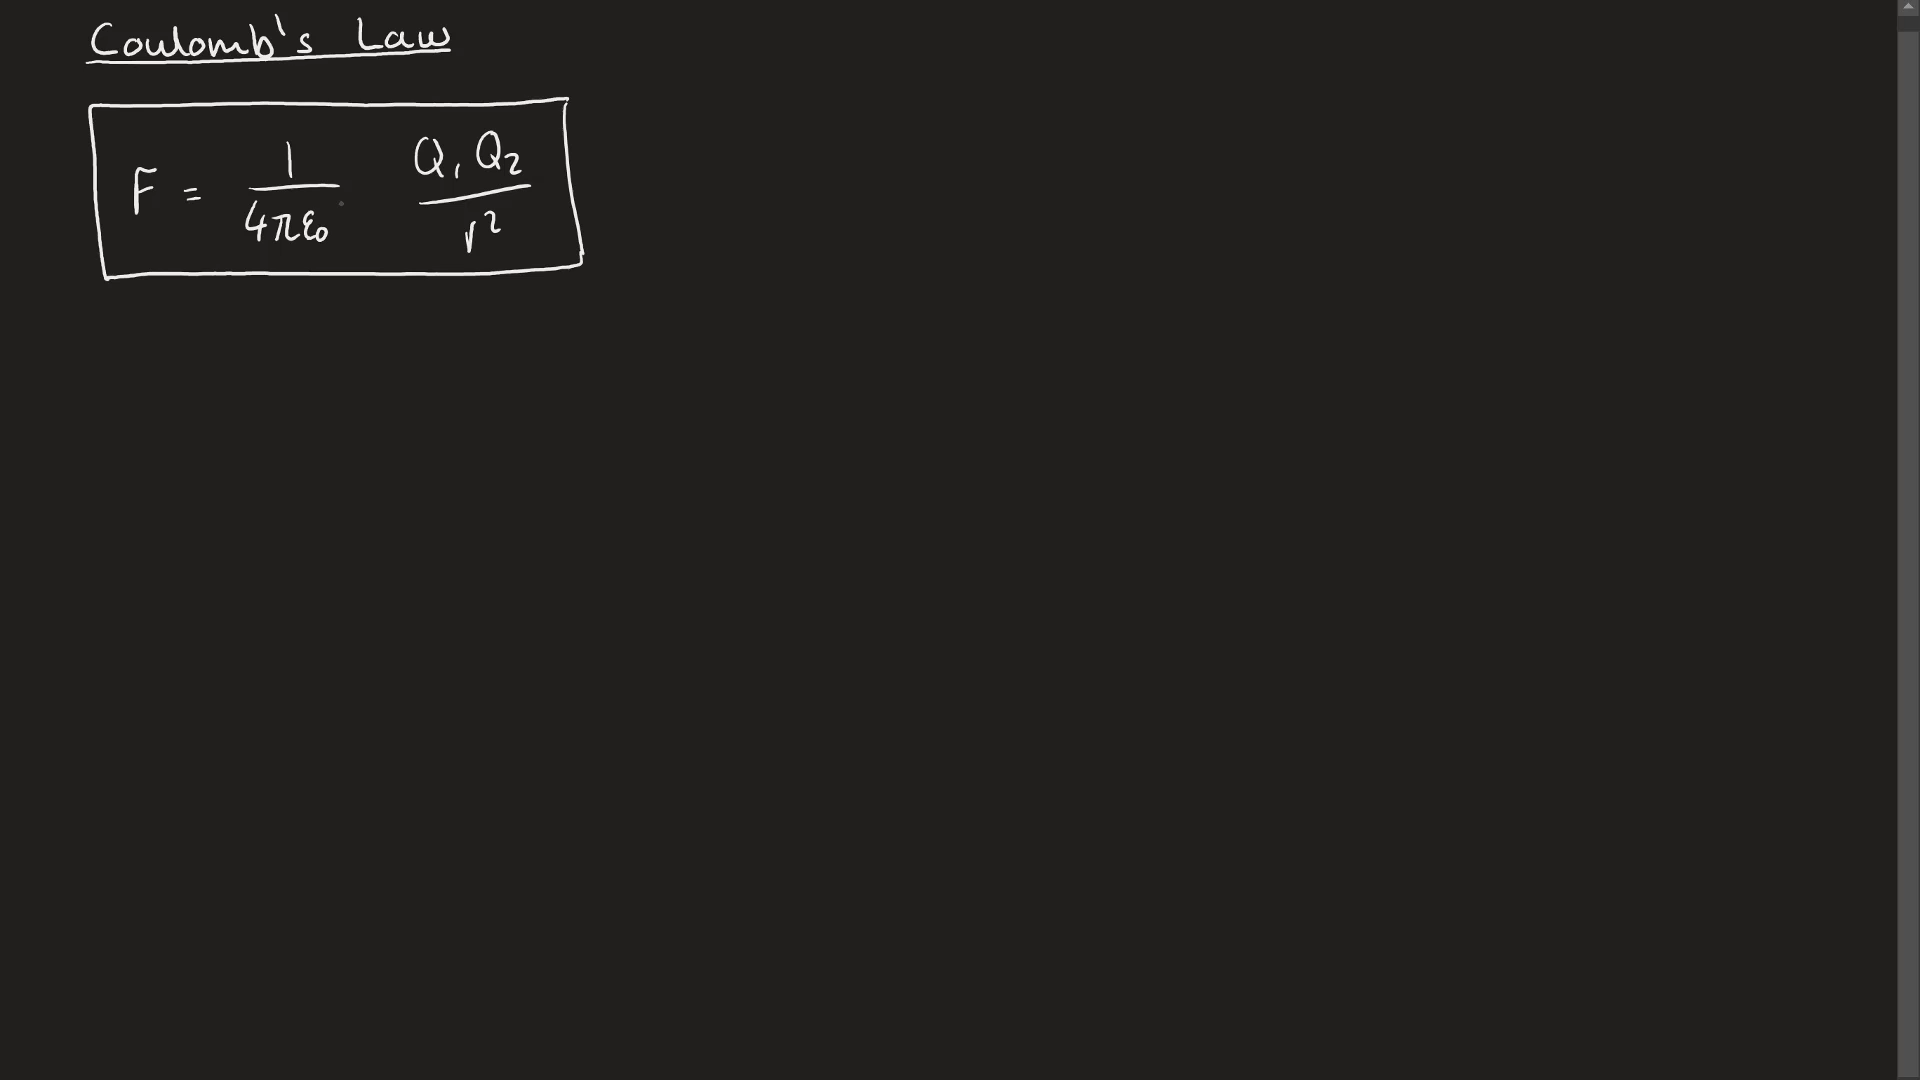 Coulomb's Law
F = 1/4πε₀ Q₁Q₂/r²